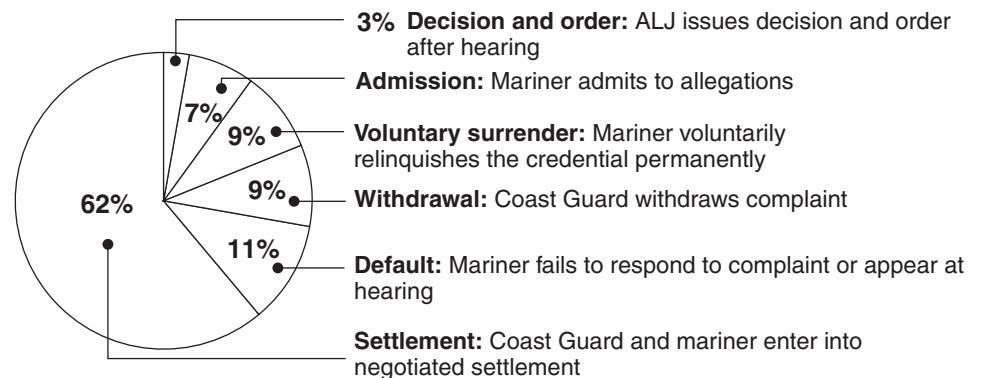 3% Decision and order: ALJ issues decision and order
after hearing
Admission: Mariner admits to allegations
7%
Voluntary surrender: Mariner voluntarily
relinquishes the credential permanently
9%
Withdrawal: Coast Guard withdraws complaint
9%
62%
11%
Default: Mariner fails to respond to complaint or appear at
hearing
Settlement: Coast Guard and mariner enter into
negotiated settlement